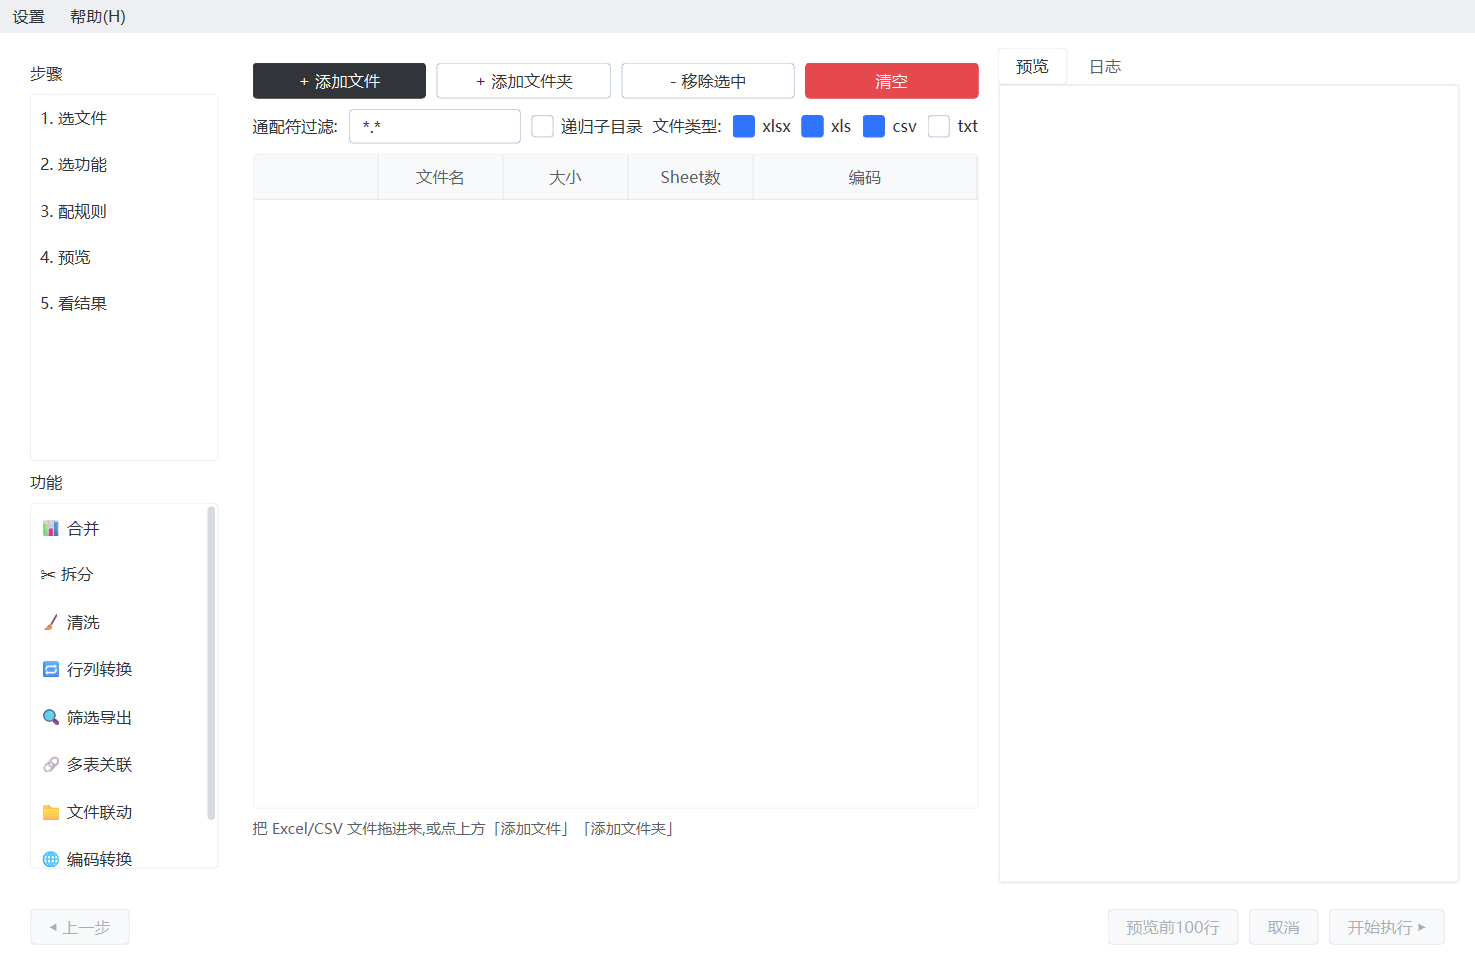 设置 帮助(H)
步骤
1. 选文件
2. 选功能
3. 配规则
4. 预览
5. 看结果
功能
合并
拆分
清洗
行列转换
筛选导出
多表关联
文件联动
编码转换
+ 添加文件 + 添加文件夹 - 移除选中 清空
通配符过滤: *.* 递归子目录 文件类型: xlsx xls csv txt
文件名 大小 Sheet数 编码
把 Excel/CSV 文件拖进来,或点上方「添加文件」「添加文件夹」
预览 日志
◂ 上一步 预览前100行 取消 开始执行 ▸